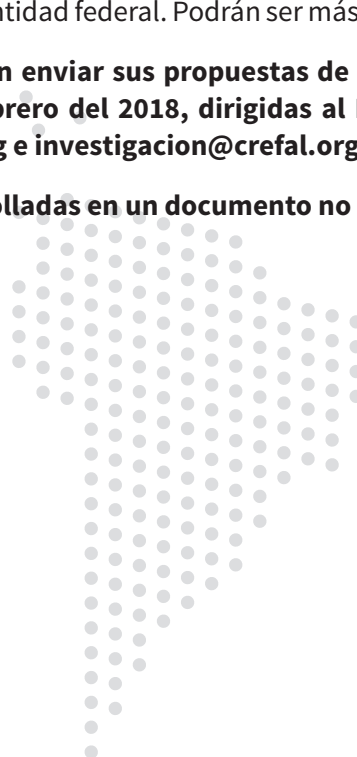 ntidad federal. Podrán ser más
n enviar sus propuestas de
brero del 2018, dirigidas al
g e investigacion@crefal.org
olladas en un documento no